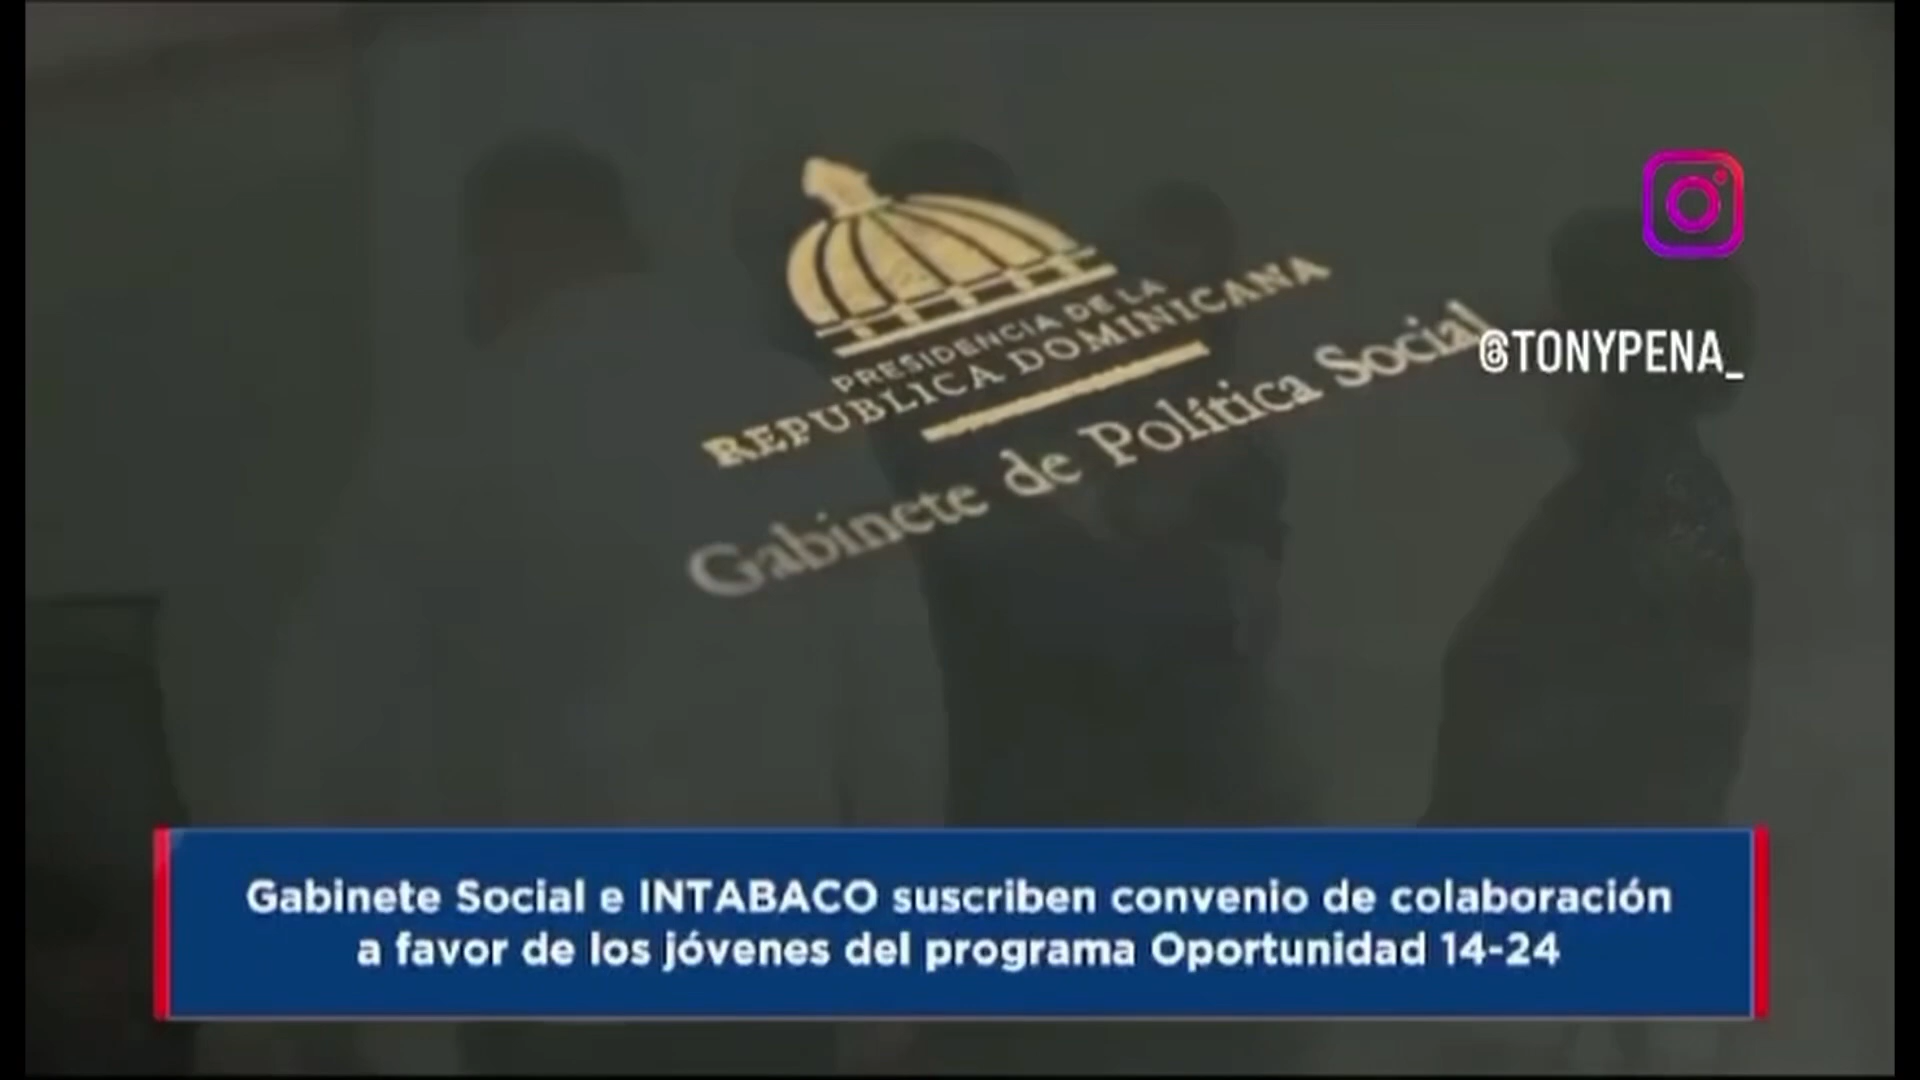 PRESIDENCIA DE LA
REPÚBLICA DOMINICANA
Gabinete de Política Social
@TONYPENA_
Gabinete Social e INTABACO suscriben convenio de colaboración
a favor de los jóvenes del programa Oportunidad 14-24